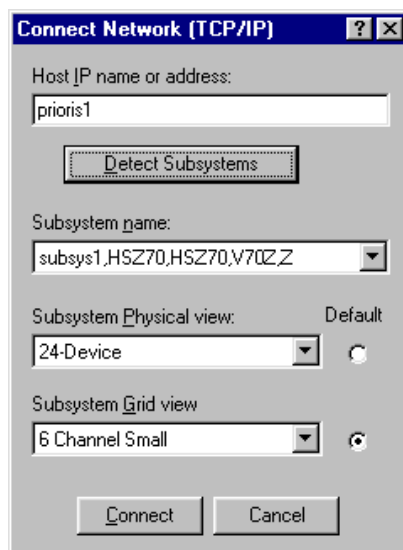 Connect Network (TCP/IP)
Host IP name or address:
prioris1
Detect Subsystems
Subsystem name:
subsys1,HSZ70,HSZ70,V70Z,Z
Subsystem Physical view: Default
24-Device
Subsystem Grid view
6 Channel Small
Connect Cancel